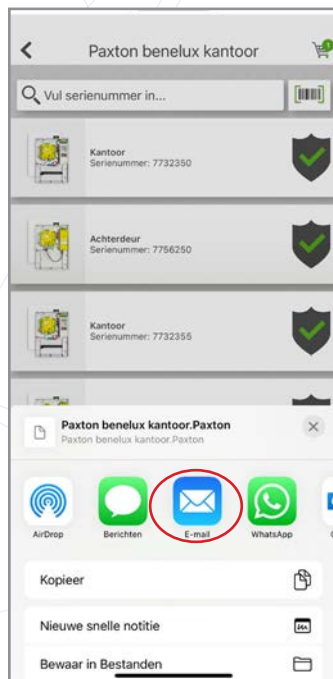 Paxton benelux kantoor
Vul serienummer in...
Kantoor
Serienummer: 7732350
Achterdeur
Serienummer: 7756250
Kantoor
Serienummer: 7732355
Paxton benelux kantoor.Paxton
Paxton benelux kantoor.Paxton
AirDrop
Berichten
E-mail
WhatsApp
Kopieer
Nieuwe snelle notitie
Bewaar in Bestanden